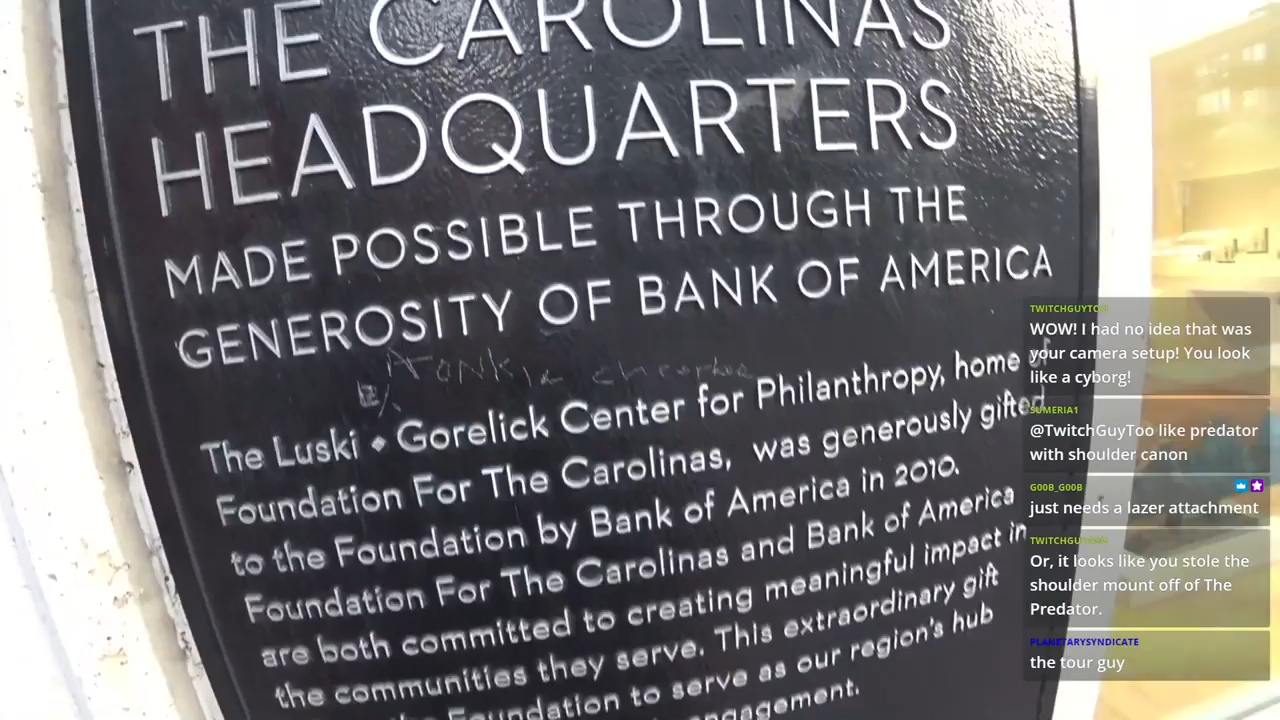 THE CAROLINAS
HEADQUARTERS
MADE POSSIBLE THROUGH THE
GENEROSITY OF BANK OF AMERICA
The Luski • Gorelick Center for Philanthropy, home of
Foundation For The Carolinas, was generously gifted
to the Foundation by Bank of America in 2010.
Foundation For The Carolinas and Bank of America
are both committed to creating meaningful impact in
the communities they serve. This extraordinary gift
the Foundation to serve as our region's hub
engagement.
WOW! I had no idea that was
your camera setup! You look
like a cyborg!
SUMERIA1
@TwitchGuyToo like predator
with shoulder canon
G00B_G00B
just needs a lazer attachment
Or, it looks like you stole the
shoulder mount off of The
Predator.
PLANETARYSYNDICATE
the tour guy